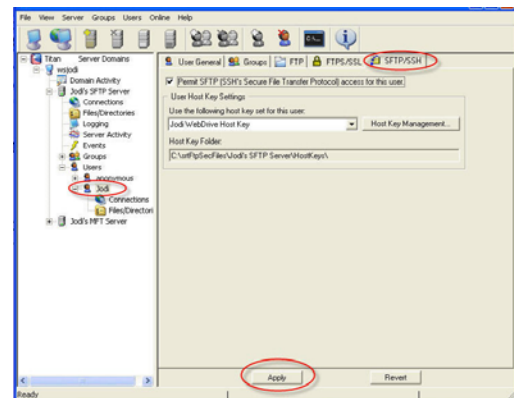 File View Server Groups Users Online Help
Titan Server Domains
wsJodi
Domain Activity
Jodi's SFTP Server
Connections
Files/Directories
Logging
Server Activity
Events
Groups
Users
anonymous
Jodi
Connections
Files/Directori
Jodi's MFT Server
User General Groups FTP FTPS/SSL SFTP/SSH
Permit SFTP (SSH's Secure File Transfer Protocol) access for this user.
User Host Key Settings
Use the following host key set for this user:
Jodi WebDrive Host Key Host Key Management...
Host Key Folder:
C:\srtFtpSecFiles\Jodi's SFTP Server\HostKeys\
Apply Revert
Ready